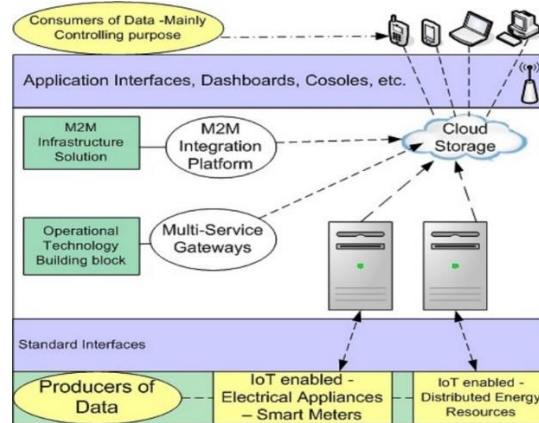 Consumers of Data -Mainly
Controlling purpose
Application Interfaces, Dashboards, Cosoles, etc.
M2M
Infrastructure
Solution
M2M
Integration
Platform
Cloud
Storage
Operational
Technology
Building block
Multi-Service
Gateways
Standard Interfaces
Producers of
Data
IoT enabled -
Electrical Appliances
– Smart Meters
IoT enabled -
Distributed Energy
Resources